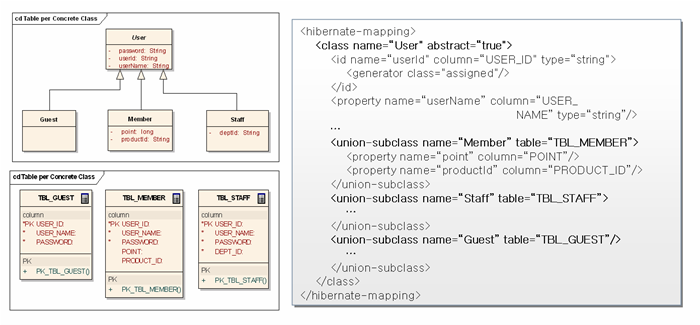 cd Table per Concrete Class
User
- password: String
- userId: String
- userName: String
Guest
Member
- point: long
- productId: String
Staff
- deptId: String
cd Table per Concrete Class
TBL_GUEST
column
*PK USER_ID:
* USER_NAME:
* PASSWORD:
PK
+ PK_TBL_GUEST()
TBL_MEMBER
column
*PK USER_ID:
* USER_NAME:
* PASSWORD:
POINT:
PRODUCT_ID:
PK
+ PK_TBL_MEMBER()
TBL_STAFF
column
*PK USER_ID:
* USER_NAME:
* PASSWORD:
* DEPT_ID:
PK
+ PK_TBL_STAFF()
<hibernate-mapping>
<class name="User" abstract="true">
<id name="userId" column="USER_ID" type="string">
<generator class="assigned"/>
</id>
<property name="userName" column="USER_
NAME" type="string"/>
…
<union-subclass name="Member" table="TBL_MEMBER">
<property name="point" column="POINT"/>
<property name="productId" column="PRODUCT_ID"/>
</union-subclass>
<union-subclass name="Staff" table="TBL_STAFF">
…
</union-subclass>
<union-subclass name="Guest" table="TBL_GUEST"/>
…
</union-subclass>
</class>
</hibernate-mapping>